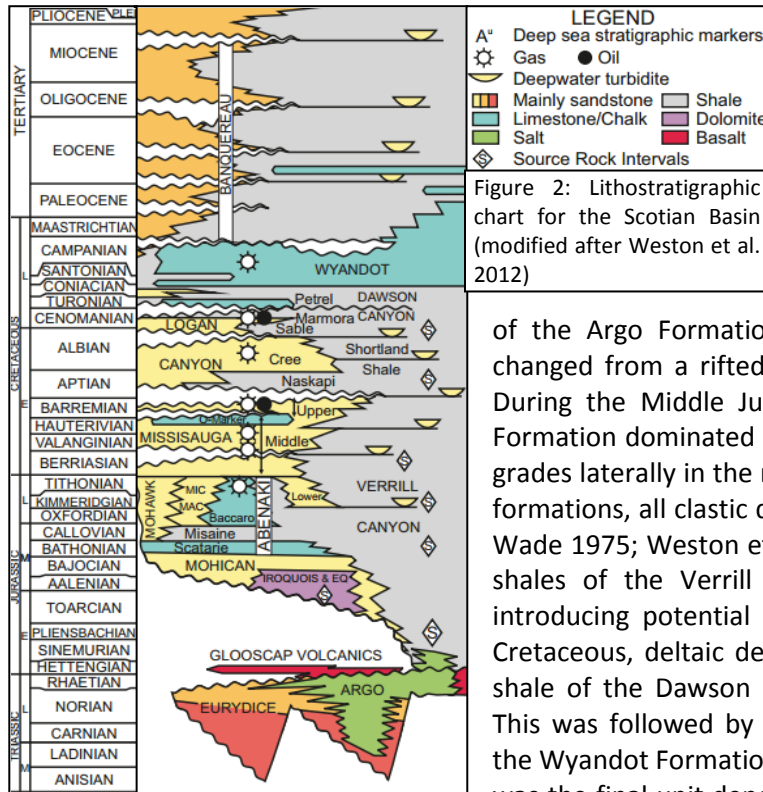 PLIOCENE
MIOCENE
OLIGOCENE
EOCENE
PALEOCENE
MAASTRICHTIAN
CAMPANIAN
SANTONIAN
CONIACIAN
TURONIAN
CENOMANIAN
ALBIAN
APTIAN
BARREMIAN
HAUTERIVIAN
VALANGINIAN
BERRIASIAN
TITHONIAN
KIMMERIDGIAN
OXFORDIAN
CALLOVIAN
BATHONIAN
BAJOCIAN
AALENIAN
TOARCIAN
PLIENSBACHIAN
SINEMURIAN
HETTENGIAN
RHAETIAN
NORIAN
CARNIAN
LADINIAN
ANISIAN
TERTIARY
CRETACEOUS
L
E
JURASSIC
L
M
E
TRIASSIC
L
M
BANQUEREAU
WYANDOT
Petrel
DAWSON
Marmora
CANYON
LOGAN
Sable
Shortland
CANYON
Cree
Shale
Naskapi
Upper
O-Marker
MISSISAUGA
Middle
MOHAWK
MIC
MAC
Baccaro
ABENAKI
Lower
VERRILL
CANYON
Misaine
Scatarie
MOHICAN
IROQUOIS & EQ
S
S
S
S
S
S
S
GLOOSCAP VOLCANICS
ARGO
EURYDICE
LEGEND
Aᵘ Deep sea stratigraphic markers
Gas Oil
Deepwater turbidite
Mainly sandstone Shale
Limestone/Chalk Dolomite
Salt Basalt
S Source Rock Intervals
Figure 2: Lithostratigraphic
chart for the Scotian Basin
(modified after Weston et al.
2012)
of the Argo Formatio
changed from a rifted
During the Middle Ju
Formation dominated
grades laterally in the
formations, all clastic
Wade 1975; Weston et
shales of the Verrill
introducing potential
Cretaceous, deltaic de
shale of the Dawson
This was followed by
the Wyandot Formatio